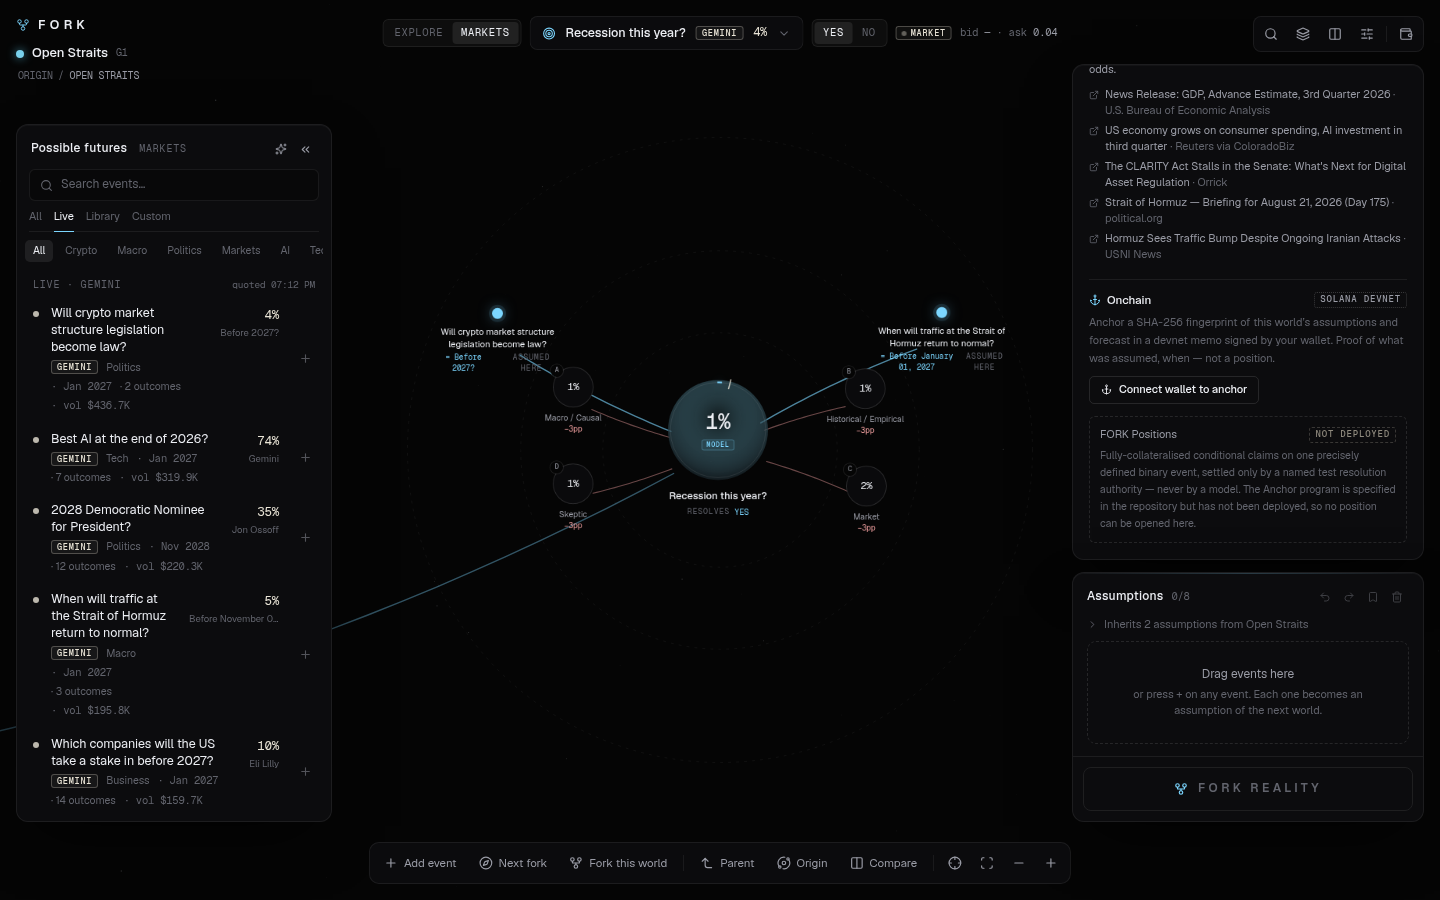 FORK
Open Straits G1
ORIGIN / OPEN STRAITS
EXPLORE MARKETS
Recession this year? GEMINI 4%
YES NO
MARKET bid — · ask 0.04
Possible futures MARKETS
Search events...
All Live Library Custom
All Crypto Macro Politics Markets AI Tec
LIVE · GEMINI quoted 07:12 PM
Will crypto market structure legislation become law?
4%
Before 2027?
GEMINI Politics
· Jan 2027 · 2 outcomes
· vol $436.7K
Best AI at the end of 2026?
74%
Gemini
GEMINI Tech · Jan 2027
· 7 outcomes · vol $319.9K
2028 Democratic Nominee for President?
35%
Jon Ossoff
GEMINI Politics · Nov 2028
· 12 outcomes · vol $220.3K
When will traffic at the Strait of Hormuz return to normal?
5%
Before November 0...
GEMINI Macro
· Jan 2027
· 3 outcomes
· vol $195.8K
Which companies will the US take a stake in before 2027?
10%
Eli Lilly
GEMINI Business · Jan 2027
· 14 outcomes · vol $159.7K
Will crypto market structure
legislation become law?
= Before 2027?
ASSUMED HERE
When will traffic at the Strait of
Hormuz return to normal?
= Before January 01, 2027
ASSUMED HERE
A
1%
Macro / Causal
−3pp
B
1%
Historical / Empirical
−3pp
1%
MODEL
Recession this year?
RESOLVES YES
D
1%
Skeptic
−3pp
C
2%
Market
−3pp
odds.
News Release: GDP, Advance Estimate, 3rd Quarter 2026 ·
U.S. Bureau of Economic Analysis
US economy grows on consumer spending, AI investment in
third quarter · Reuters via ColoradoBiz
The CLARITY Act Stalls in the Senate: What's Next for Digital
Asset Regulation · Orrick
Strait of Hormuz — Briefing for August 21, 2026 (Day 175) ·
political.org
Hormuz Sees Traffic Bump Despite Ongoing Iranian Attacks ·
USNI News
Onchain SOLANA DEVNET
Anchor a SHA-256 fingerprint of this world's assumptions and
forecast in a devnet memo signed by your wallet. Proof of what
was assumed, when — not a position.
Connect wallet to anchor
FORK Positions NOT DEPLOYED
Fully-collateralised conditional claims on one precisely
defined binary event, settled only by a named test resolution
authority — never by a model. The Anchor program is specified
in the repository but has not been deployed, so no position
can be opened here.
Assumptions 0/8
Inherits 2 assumptions from Open Straits
Drag events here
or press + on any event. Each one becomes an
assumption of the next world.
FORK REALITY
Add event Next fork Fork this world Parent Origin Compare